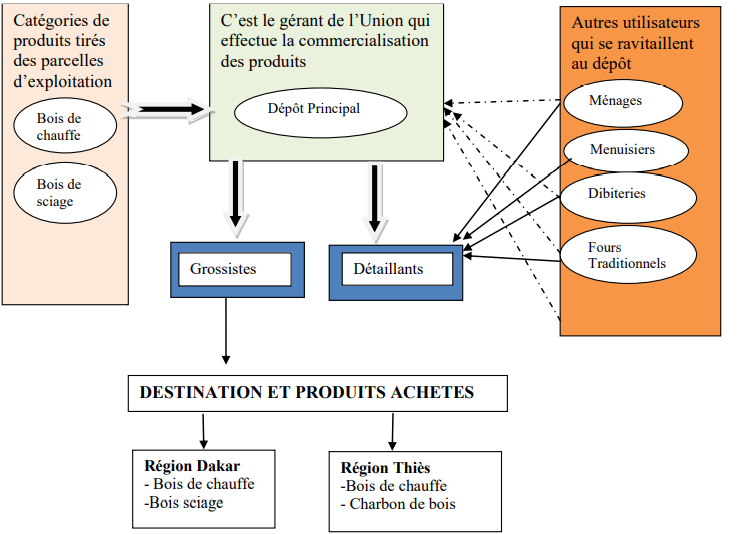 Catégories de
produits tirés
des parcelles
d’exploitation
Bois de
chauffe
Bois de
sciage
C’est le gérant de l’Union qui
effectue la commercialisation
des produits
Dépôt Principal
Autres utilisateurs
qui se ravitaillent
au dépôt
Ménages
Menuisiers
Dibiteries
Fours
Traditionnels
Grossistes
Détaillants
DESTINATION ET PRODUITS ACHETES
Région Dakar
- Bois de chauffe
-Bois sciage
Région Thiès
-Bois de chauffe
- Charbon de bois